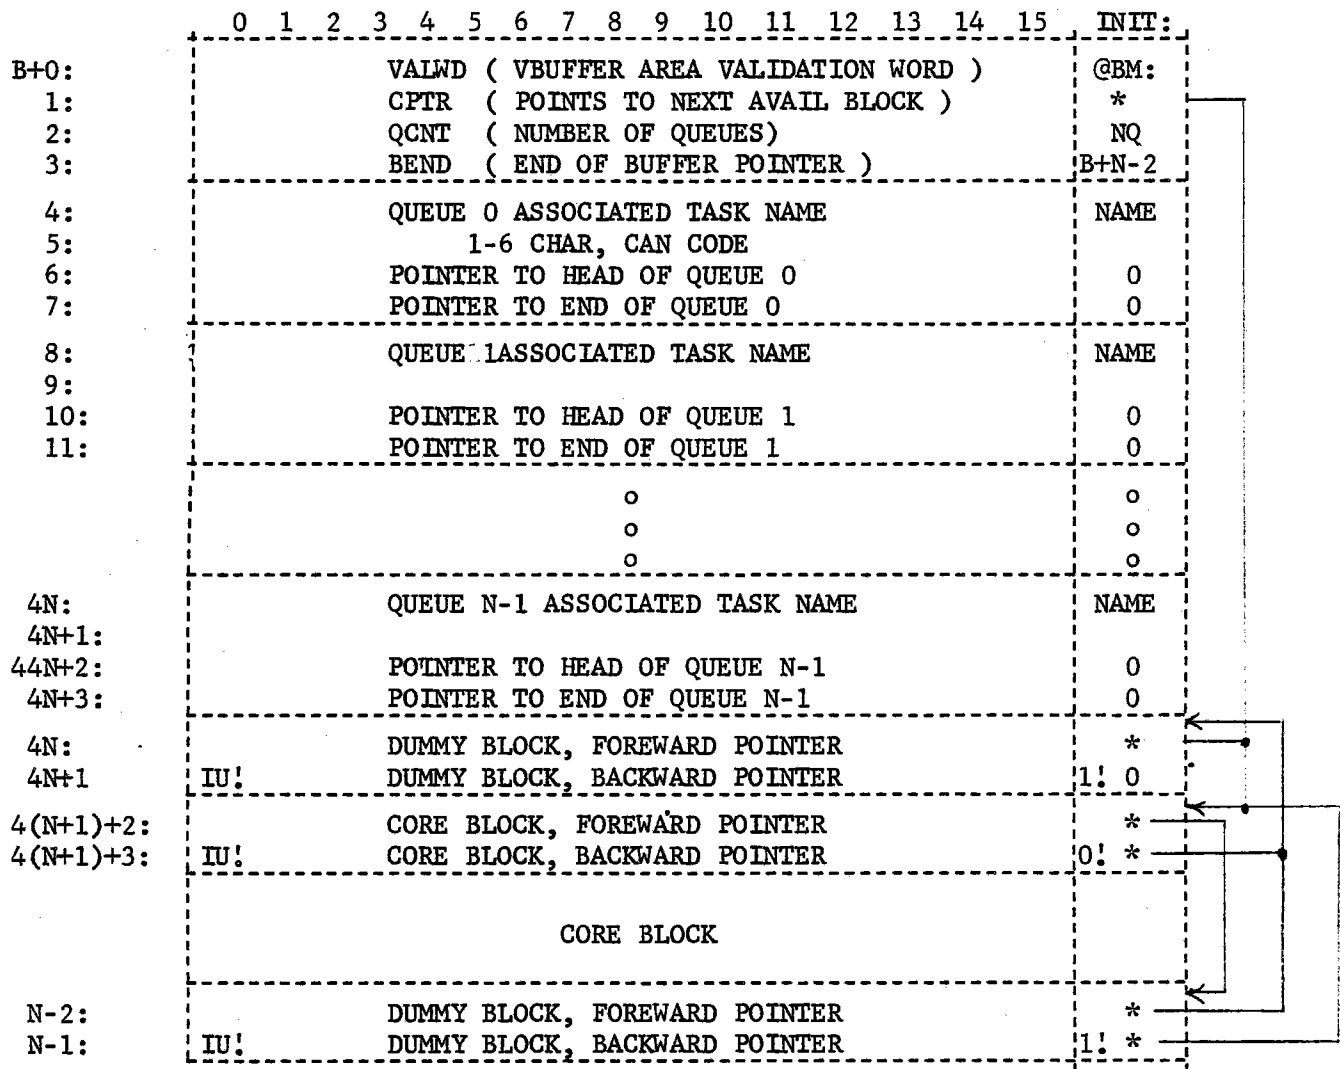 0 1 2 3 4 5 6 7 8 9 10 11 12 13 14 15 INIT:
B+0: VALWD ( VBUFFER AREA VALIDATION WORD ) @BM:
1: CPTR ( POINTS TO NEXT AVAIL BLOCK ) *
2: QCNT ( NUMBER OF QUEUES) NQ
3: BEND ( END OF BUFFER POINTER ) B+N-2
4: QUEUE 0 ASSOCIATED TASK NAME NAME
5: 1-6 CHAR, CAN CODE
6: POINTER TO HEAD OF QUEUE 0 0
7: POINTER TO END OF QUEUE 0 0
8: QUEUE 1ASSOCIATED TASK NAME NAME
9:
10: POINTER TO HEAD OF QUEUE 1 0
11: POINTER TO END OF QUEUE 1 0
o o
o o
o o
4N: QUEUE N-1 ASSOCIATED TASK NAME NAME
4N+1:
44N+2: POINTER TO HEAD OF QUEUE N-1 0
4N+3: POINTER TO END OF QUEUE N-1 0
4N: DUMMY BLOCK, FOREWARD POINTER *
4N+1 IU! DUMMY BLOCK, BACKWARD POINTER 1! 0
4(N+1)+2: CORE BLOCK, FOREWARD POINTER *
4(N+1)+3: IU! CORE BLOCK, BACKWARD POINTER 0! *
CORE BLOCK
N-2: DUMMY BLOCK, FOREWARD POINTER *
N-1: IU! DUMMY BLOCK, BACKWARD POINTER 1! *